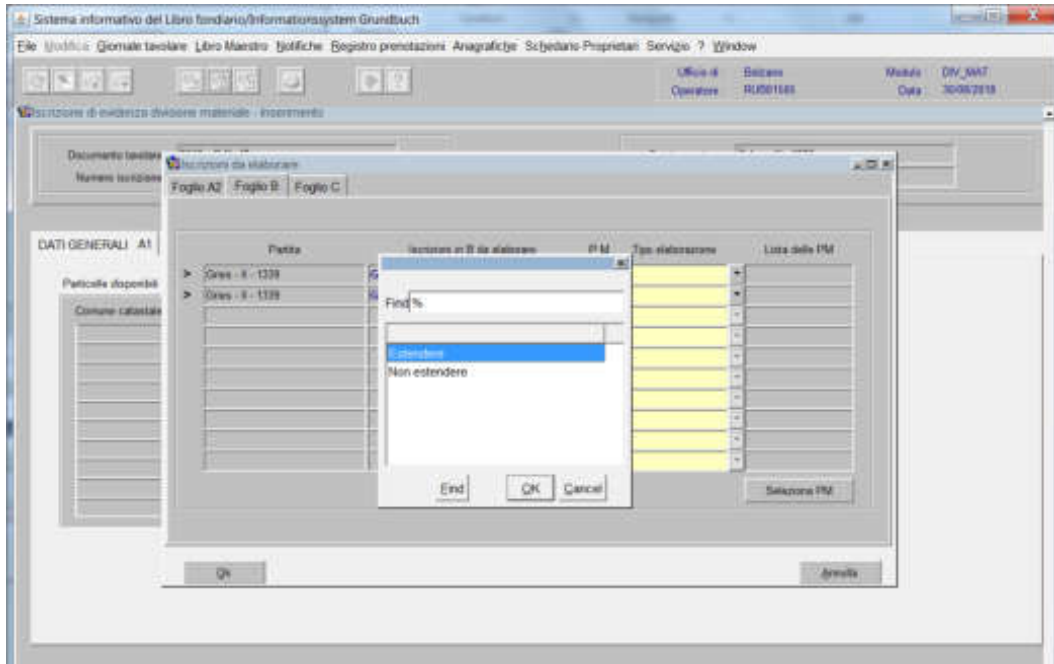 Sistema informativo del Libro fondiario/Informationssystem Grundbuch
File Modifica Giornale tavolare Libro Maestro Notifiche Registro prenotazioni Anagrafiche Schedario Proprietari Servizio ? Window
Ufficio di Bolzano Modulo DIV_MAT
Operatore Data 30/08/2018
Iscrizione di evidenza divisione materiale - Inserimento
Documento tavolare
Numero iscrizione
Iscrizioni da elaborare
Foglio A2 Foglio B Foglio C
DATI GENERALI A1
Partita Iscrizioni in B da elaborare P.M. Tipo elaborazione Lista delle PM
Particelle disponibili
> Gries - II - 1339 G
> Gries - II - 1339 G
Comune catastale
Find %
Estendere
Non estendere
Find OK Cancel
Seleziona PM
Ok Annulla